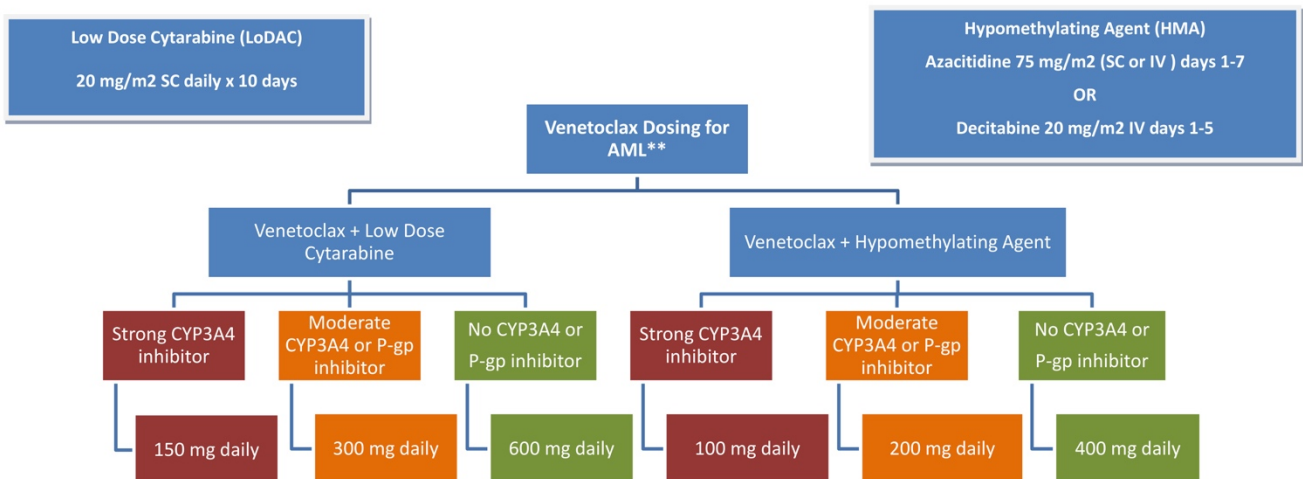 Low Dose Cytarabine (LoDAC)
20 mg/m2 SC daily x 10 days
Hypomethylating Agent (HMA)
Azacitidine 75 mg/m2 (SC or IV ) days 1-7
OR
Decitabine 20 mg/m2 IV days 1-5
Venetoclax Dosing for
AML**
Venetoclax + Low Dose
Cytarabine
Venetoclax + Hypomethylating Agent
Strong CYP3A4
inhibitor
Moderate
CYP3A4 or P-gp
inhibitor
No CYP3A4 or
P-gp inhibitor
Strong CYP3A4
inhibitor
Moderate
CYP3A4 or P-gp
inhibitor
No CYP3A4 or
P-gp inhibitor
150 mg daily
300 mg daily
600 mg daily
100 mg daily
200 mg daily
400 mg daily